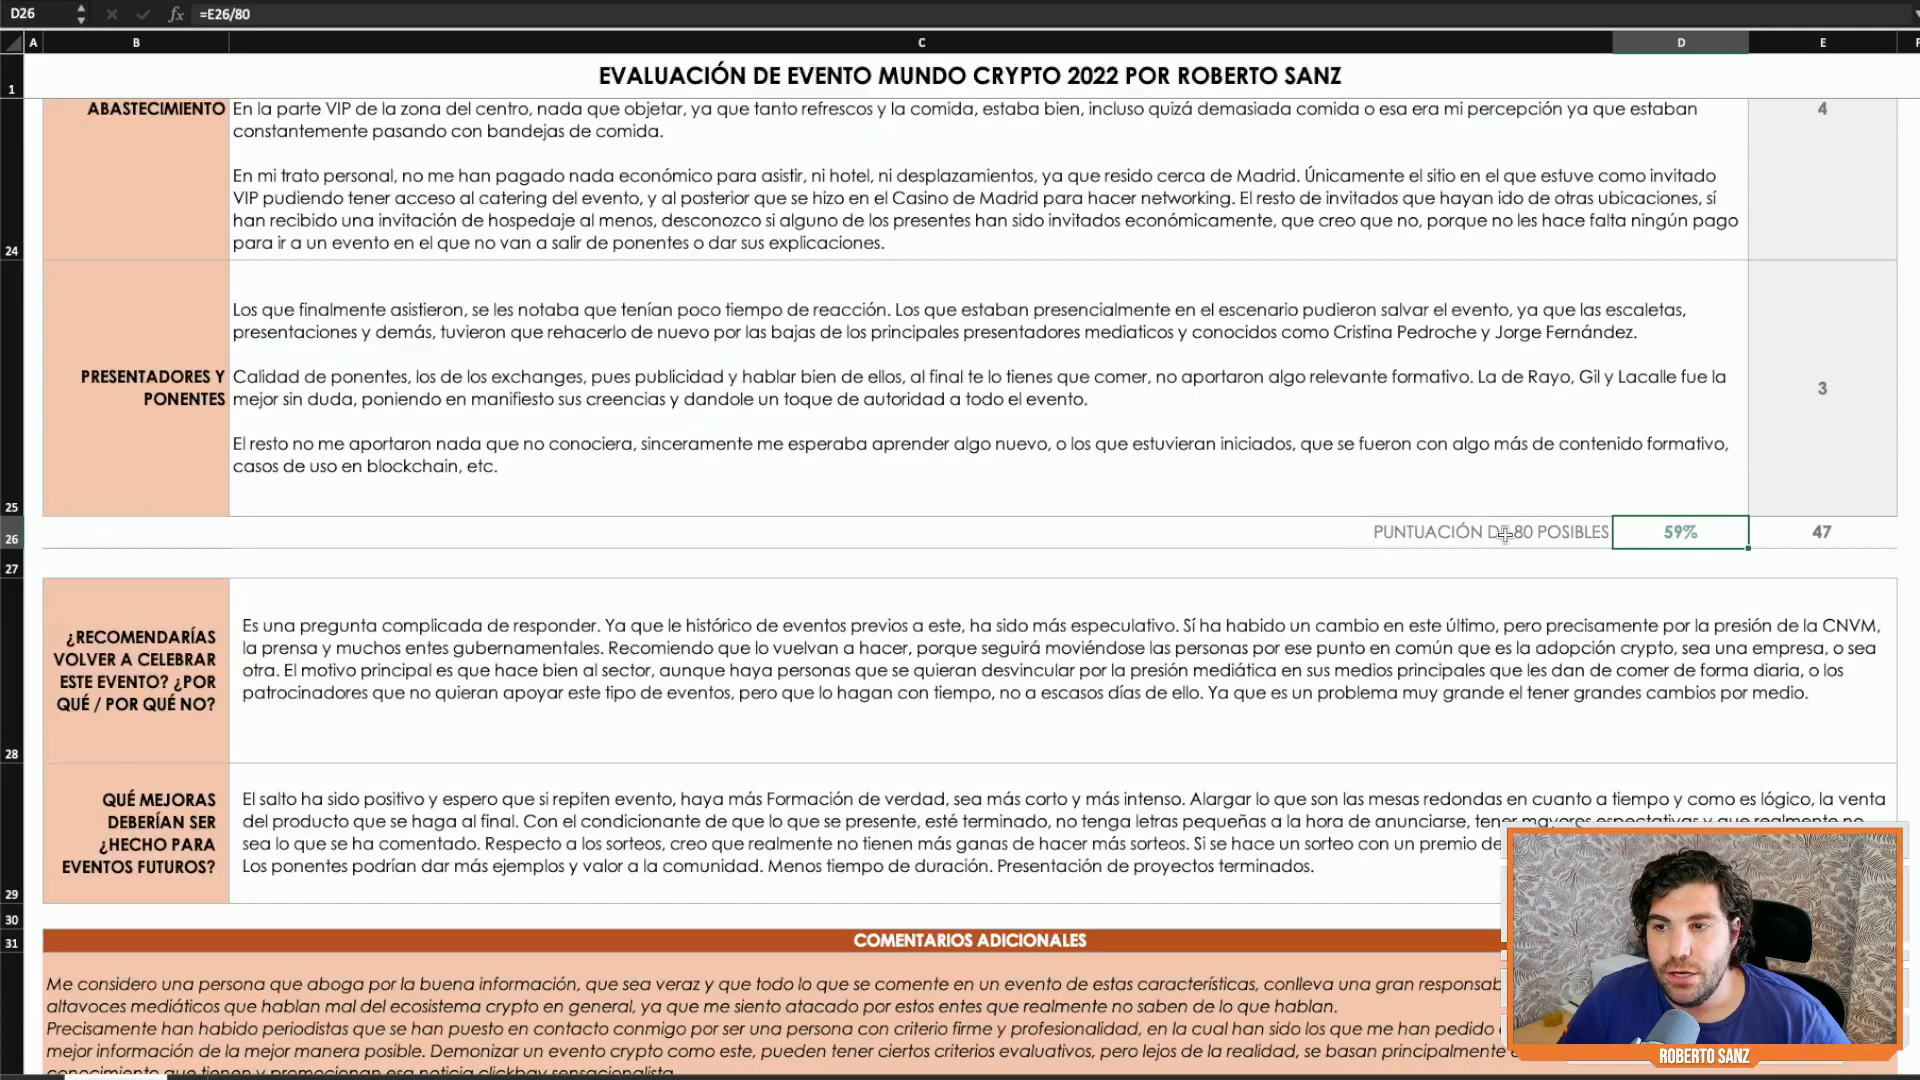 D26
fx =E26/80
A B C D E
1 EVALUACIÓN DE EVENTO MUNDO CRYPTO 2022 POR ROBERTO SANZ
ABASTECIMIENTO
En la parte VIP de la zona del centro, nada que objetar, ya que tanto refrescos y la comida, estaba bien, incluso quizá demasiada comida o esa era mi percepción ya que estaban
constantemente pasando con bandejas de comida.
En mi trato personal, no me han pagado nada económico para asistir, ni hotel, ni desplazamientos, ya que resido cerca de Madrid. Únicamente el sitio en el que estuve como invitado
VIP pudiendo tener acceso al catering del evento, y al posterior que se hizo en el Casino de Madrid para hacer networking. El resto de invitados que hayan ido de otras ubicaciones, sí
han recibido una invitación de hospedaje al menos, desconozco si alguno de los presentes han sido invitados económicamente, que creo que no, porque no les hace falta ningún pago
para ir a un evento en el que no van a salir de ponentes o dar sus explicaciones.
4
24
PRESENTADORES Y
PONENTES
Los que finalmente asistieron, se les notaba que tenían poco tiempo de reacción. Los que estaban presencialmente en el escenario pudieron salvar el evento, ya que las escaletas,
presentaciones y demás, tuvieron que rehacerlo de nuevo por las bajas de los principales presentadores mediaticos y conocidos como Cristina Pedroche y Jorge Fernández.
Calidad de ponentes, los de los exchanges, pues publicidad y hablar bien de ellos, al final te lo tienes que comer, no aportaron algo relevante formativo. La de Rayo, Gil y Lacalle fue la
mejor sin duda, poniendo en manifiesto sus creencias y dandole un toque de autoridad a todo el evento.
El resto no me aportaron nada que no conociera, sinceramente me esperaba aprender algo nuevo, o los que estuvieran iniciados, que se fueron con algo más de contenido formativo,
casos de uso en blockchain, etc.
3
25
26 PUNTUACIÓN DE 80 POSIBLES 59% 47
27
¿RECOMENDARÍAS
VOLVER A CELEBRAR
ESTE EVENTO? ¿POR
QUÉ / POR QUÉ NO?
Es una pregunta complicada de responder. Ya que le histórico de eventos previos a este, ha sido más especulativo. Sí ha habido un cambio en este último, pero precisamente por la presión de la CNVM,
la prensa y muchos entes gubernamentales. Recomiendo que lo vuelvan a hacer, porque seguirá moviéndose las personas por ese punto en común que es la adopción crypto, sea una empresa, o sea
otra. El motivo principal es que hace bien al sector, aunque haya personas que se quieran desvincular por la presión mediática en sus medios principales que les dan de comer de forma diaria, o los
patrocinadores que no quieran apoyar este tipo de eventos, pero que lo hagan con tiempo, no a escasos días de ello. Ya que es un problema muy grande el tener grandes cambios por medio.
28
QUÉ MEJORAS
DEBERÍAN SER
¿HECHO PARA
EVENTOS FUTUROS?
El salto ha sido positivo y espero que si repiten evento, haya más Formación de verdad, sea más corto y más intenso. Alargar lo que son las mesas redondas en cuanto a tiempo y como es lógico, la venta
del producto que se haga al final. Con el condicionante de que lo que se presente, esté terminado, no tenga letras pequeñas a la hora de anunciarse, tener mayores espectativas y que realmente no
sea lo que se ha comentado. Respecto a los sorteos, creo que realmente no tienen más ganas de hacer más sorteos. Si se hace un sorteo con un premio de
Los ponentes podrían dar más ejemplos y valor a la comunidad. Menos tiempo de duración. Presentación de proyectos terminados.
29
30
31 COMENTARIOS ADICIONALES
Me considero una persona que aboga por la buena información, que sea veraz y que todo lo que se comente en un evento de estas características, conlleva una gran
altavoces mediáticos que hablan mal del ecosistema crypto en general, ya que me siento atacado por estos entes que realmente no saben de lo que hablan.
Precisamente han habido periodistas que se han puesto en contacto conmigo por ser una persona con criterio firme y profesionalidad, en la cual han sido los que me han pedido
mejor información de la mejor manera posible. Demonizar un evento crypto como este, pueden tener ciertos criterios evaluativos, pero lejos de la realidad, se basan principalmente
conocimiento que tienen y promocionan esa noticia clickbay sensacionalista
ROBERTO SANZ